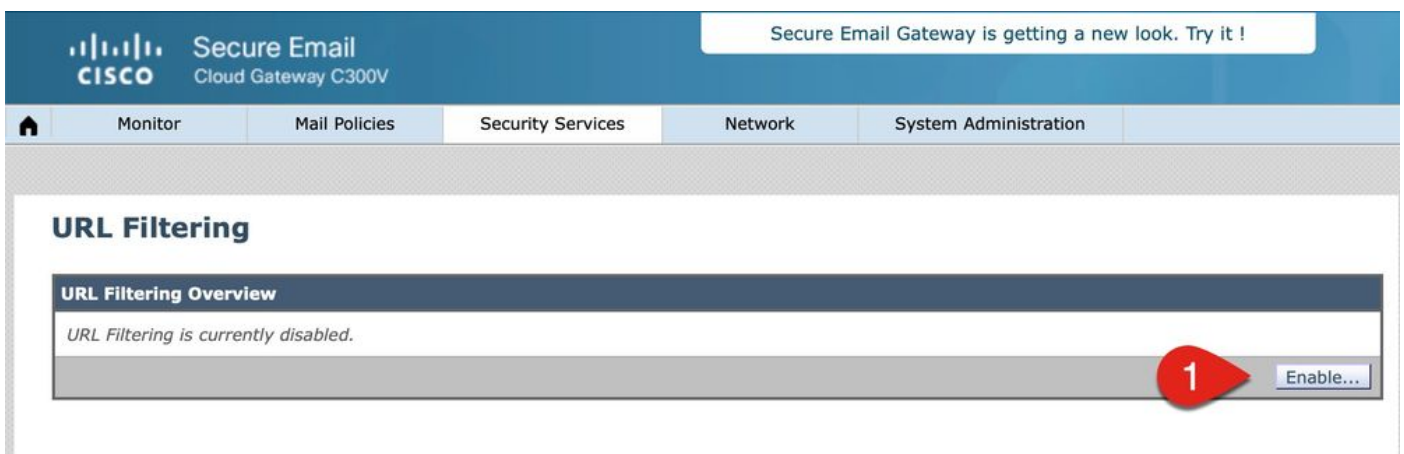 Secure Email Gateway is getting a new look. Try it !
CISCO Secure Email
Cloud Gateway C300V
Monitor Mail Policies Security Services Network System Administration
URL Filtering
URL Filtering Overview
URL Filtering is currently disabled.
1 Enable...